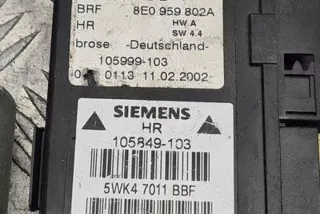 BRF 8E0 959 802A
HR HW.A
SW 4.4
brose -Deutschland-
105999-103
0113 11.02.2002
SIEMENS
HR
105849-103
5WK4 7011 BBF